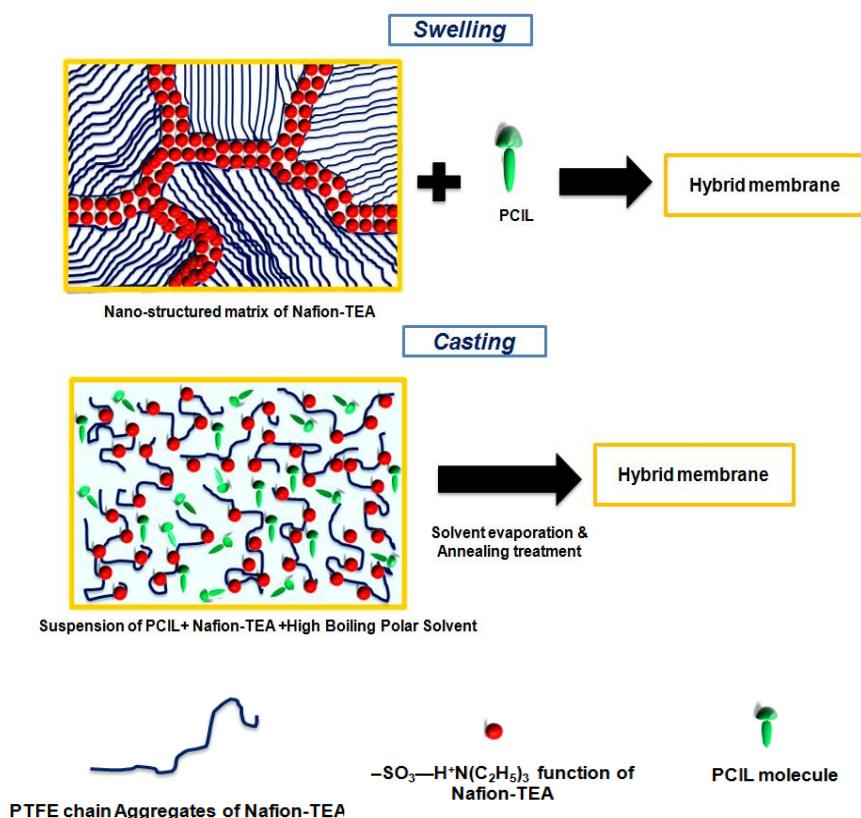 Swelling
PCIL
Hybrid membrane
Nano-structured matrix of Nafion-TEA
Casting
Hybrid membrane
Solvent evaporation &
Annealing treatment
Suspension of PCIL+ Nafion-TEA +High Boiling Polar Solvent
–SO₃—H⁺N(C₂H₅)₃ function of
Nafion-TEA
PCIL molecule
PTFE chain Aggregates of Nafion-TEA